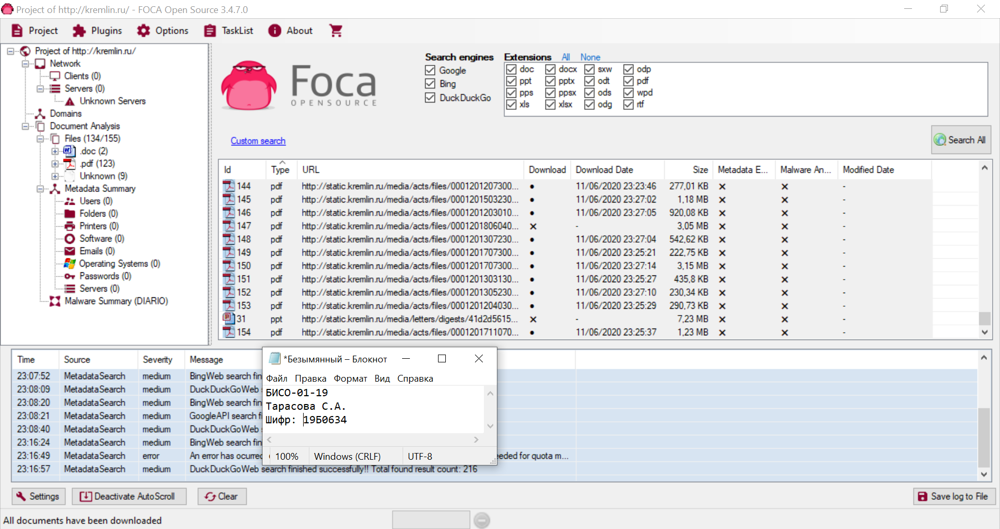 Project of http://kremlin.ru/ - FOCA Open Source 3.4.7.0
Project Plugins Options TaskList About
Project of http://kremlin.ru/
Network
Clients (0)
Servers (0)
Unknown Servers
Domains
Document Analysis
Files (134/155)
.doc (2)
.pdf (123)
Unknown (9)
Metadata Summary
Users (0)
Folders (0)
Printers (0)
Software (0)
Emails (0)
Operating Systems (0)
Passwords (0)
Servers (0)
Malware Summary (DIARIO)
Foca
OPENSOURCE
Search engines
Google
Bing
DuckDuckGo
Extensions All None
doc docx sxw odp
ppt pptx odt pdf
pps ppsx ods wpd
xls xlsx odg rtf
Custom search
Search All
Id Type URL Download Download Date Size Metadata E... Malware An... Modified Date
144 pdf http://static.kremlin.ru/media/acts/files/0001201207300... ● 11/06/2020 23:23:46 277,01 KB × × -
145 pdf http://static.kremlin.ru/media/acts/files/0001201503230... ● 11/06/2020 23:27:02 1,18 MB × × -
146 pdf http://static.kremlin.ru/media/acts/files/0001201203010... ● 11/06/2020 23:27:05 920,08 KB × × -
147 pdf http://static.kremlin.ru/media/acts/files/0001201806040... × - 3,05 MB × × -
148 pdf http://static.kremlin.ru/media/acts/files/0001201307230... ● 11/06/2020 23:27:04 542,62 KB × × -
149 pdf http://static.kremlin.ru/media/acts/files/0001201707300... ● 11/06/2020 23:25:21 222,75 KB × × -
150 pdf http://static.kremlin.ru/media/acts/files/0001201707300... ● 11/06/2020 23:27:14 3,15 MB × × -
151 pdf http://static.kremlin.ru/media/acts/files/0001201303130... ● 11/06/2020 23:25:27 435,8 KB × × -
152 pdf http://static.kremlin.ru/media/acts/files/0001201305230... ● 11/06/2020 23:27:10 230,34 KB × × -
153 pdf http://static.kremlin.ru/media/acts/files/0001201204030... ● 11/06/2020 23:25:29 290,73 KB × × -
31 ppt http://static.kremlin.ru/media/letters/digests/41d2d5615... × - 7,23 MB × × -
154 pdf http://static.kremlin.ru/media/acts/files/0001201711070... ● 11/06/2020 23:25:37 1,23 MB × × -
Time Source Severity Message
23:07:52 MetadataSearch medium BingWeb search fin
23:08:09 MetadataSearch medium DuckDuckGoWeb
23:08:20 MetadataSearch medium BingWeb search fin
23:08:21 MetadataSearch medium GoogleAPI search f
23:08:40 MetadataSearch medium DuckDuckGoWeb
23:16:24 MetadataSearch medium BingWeb search fin
23:16:49 MetadataSearch error An error has ocurre eeded for quota m...
23:16:57 MetadataSearch medium DuckDuckGoWeb search finished successfully!! Total found result count: 216
*Безымянный – Блокнот
Файл Правка Формат Вид Справка
БИСО-01-19
Тарасова С.А.
Шифр: 19Б0634
100% Windows (CRLF) UTF-8
Settings Deactivate AutoScroll Clear Save log to File
All documents have been downloaded